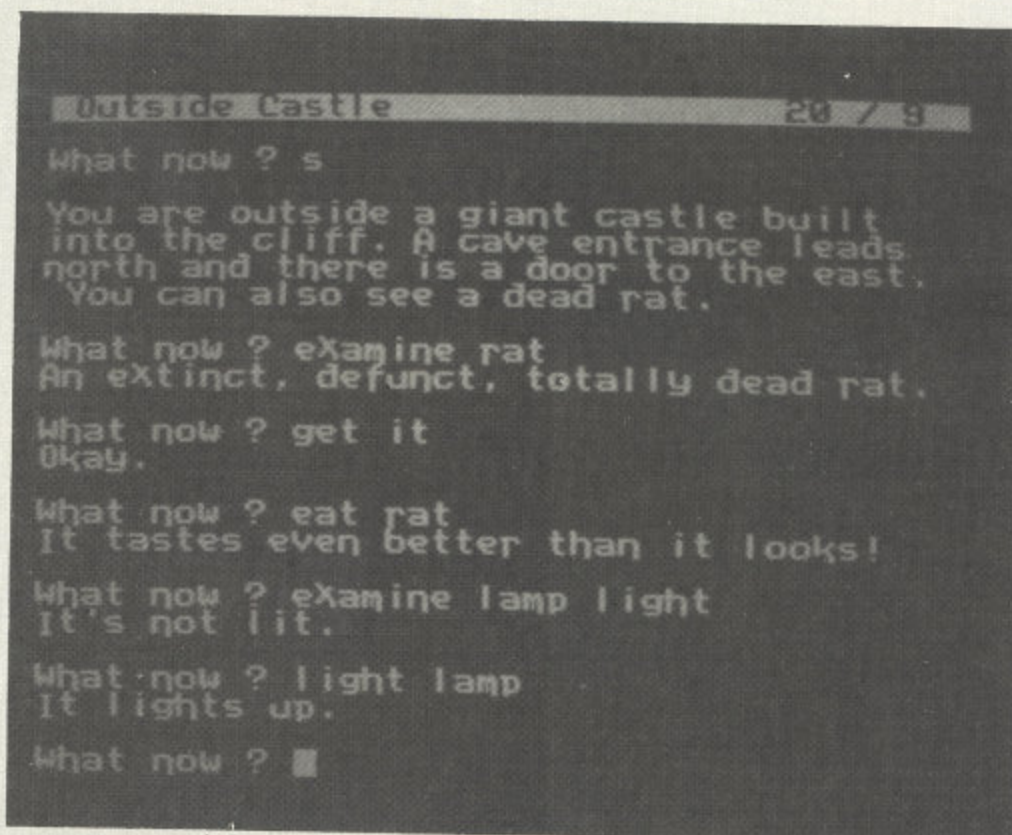 Outside Castle 20 / 9
What now ? s
You are outside a giant castle built
into the cliff. A cave entrance leads
north and there is a door to the east.
You can also see a dead rat.
What now ? examine rat
An extinct, defunct, totally dead rat.
What now ? get it
Okay.
What now ? eat rat
It tastes even better than it looks!
What now ? examine lamp light
It's not lit.
What now ? light lamp
It lights up.
What now ?